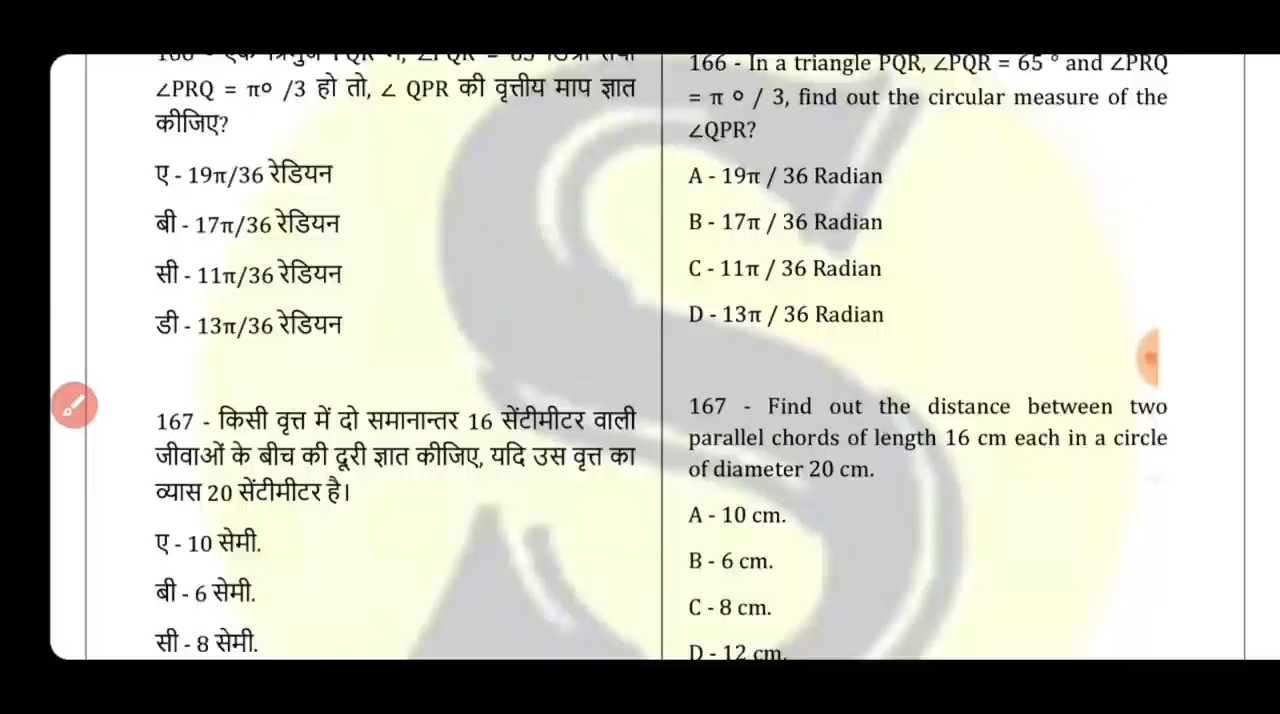 ∠PRQ = πo /3 हो तो, ∠ QPR की वृत्तीय माप ज्ञात
कीजिए?
ए - 19π/36 रेडियन
बी - 17π/36 रेडियन
सी - 11π/36 रेडियन
डी - 13π/36 रेडियन
167 - किसी वृत्त में दो समानान्तर 16 सेंटीमीटर वाली
जीवाओं के बीच की दूरी ज्ञात कीजिए, यदि उस वृत्त का
व्यास 20 सेंटीमीटर है।
ए - 10 सेमी.
बी - 6 सेमी.
सी - 8 सेमी.
166 - In a triangle PQR, ∠PQR = 65 ° and ∠PRQ
= π o / 3, find out the circular measure of the
∠QPR?
A - 19π / 36 Radian
B - 17π / 36 Radian
C - 11π / 36 Radian
D - 13π / 36 Radian
167 - Find out the distance between two
parallel chords of length 16 cm each in a circle
of diameter 20 cm.
A - 10 cm.
B - 6 cm.
C - 8 cm.
D - 12 cm.